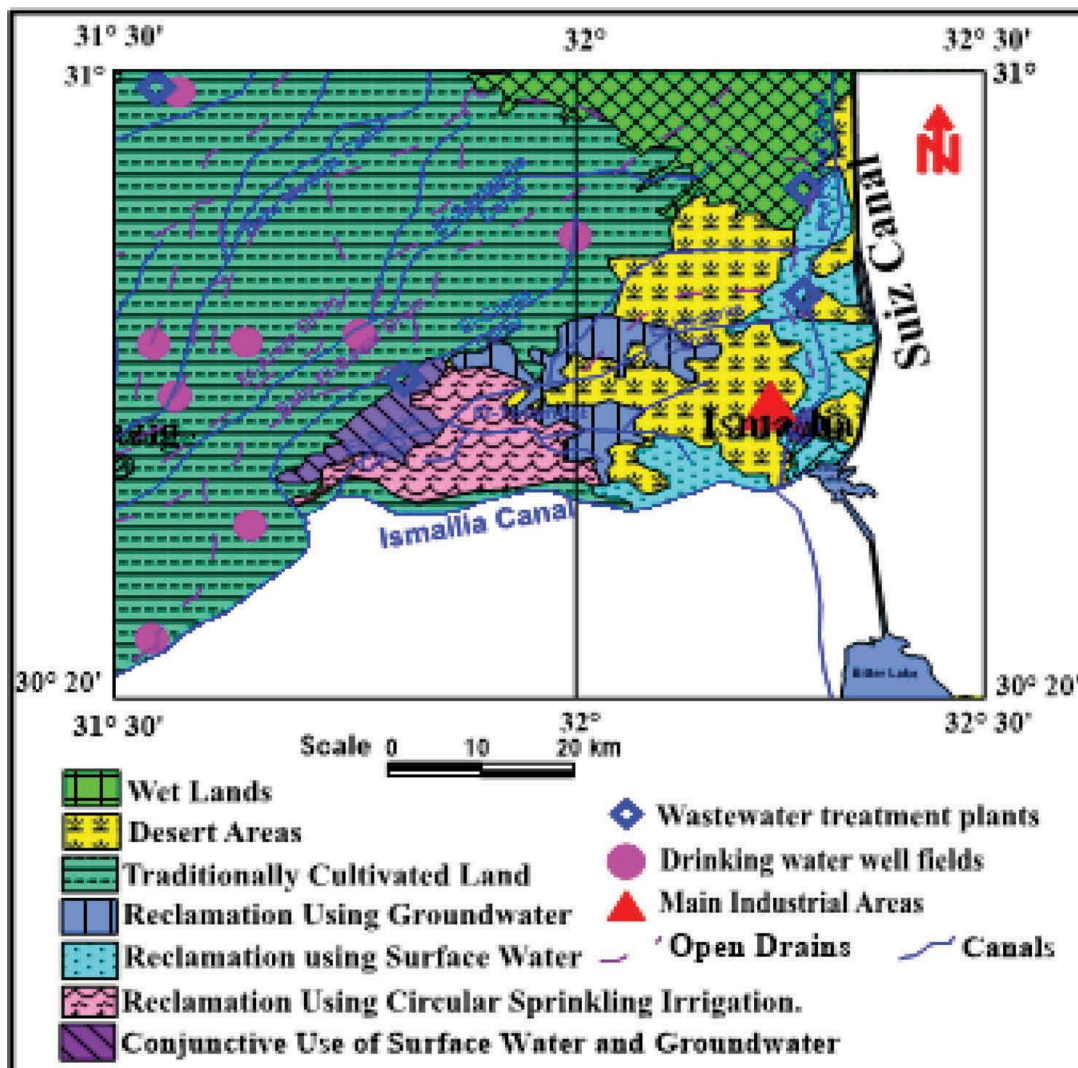 31° 30'
32°
32° 30'
31°
31°
N
Suiz Canal
Ismailia Canal
Bitter Lake
30° 20'
30° 20'
31° 30'
32°
32° 30'
Scale 0 10 20 km
Wet Lands
Desert Areas
Traditionally Cultivated Land
Reclamation Using Groundwater
Reclamation using Surface Water
Reclamation Using Circular Sprinkling Irrigation.
Conjunctive Use of Surface Water and Groundwater
Wastewater treatment plants
Drinking water well fields
Main Industrial Areas
Open Drains
Canals